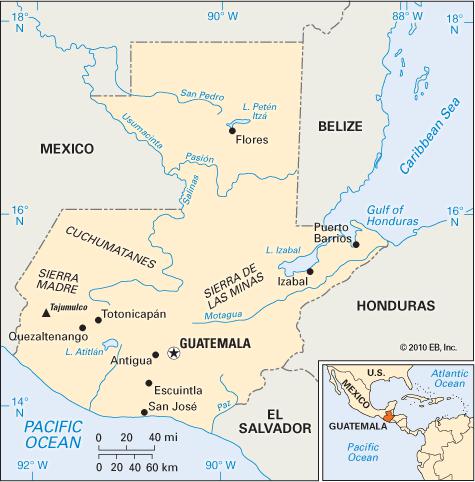 90° W
88° W
San Pedro
L. Petén
Itzá
Flores
Usumacinta
BELIZE
Caribbean Sea
MEXICO
Pasión
Salinas
16°
N
Gulf of
Honduras
16°
N
Puerto
Barrios
CUCHUMATANES
L. Izabal
SIERRA DE
LAS MINAS
Izabal
SIERRA
MADRE
Tajumulco
Totonicapán
Motagua
HONDURAS
Quezaltenango
L. Atitlán
Antigua
GUATEMALA
© 2010 EB, Inc.
Escuintla
San José
Paz
14°
N
EL
SALVADOR
PACIFIC
OCEAN
0 20 40 mi
0 20 40 60 km
92° W
90° W
U.S.
Atlantic
Ocean
MEXICO
GUATEMALA
Pacific
Ocean